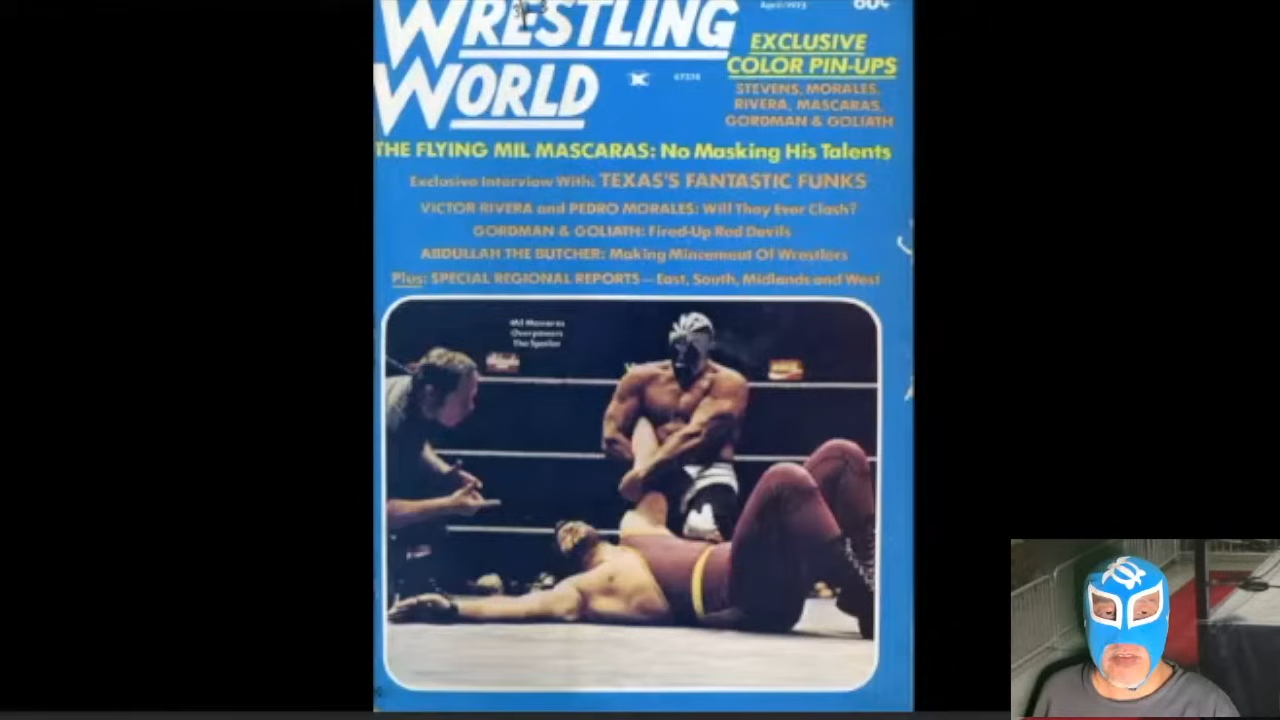 WRESTLING
WORLD
April/1973
60¢
EXCLUSIVE
COLOR PIN-UPS
STEVENS, MORALES,
RIVERA, MASCARAS,
GORDMAN & GOLIATH
THE FLYING MIL MASCARAS: No Masking His Talents
Exclusive Interview With: TEXAS'S FANTASTIC FUNKS
VICTOR RIVERA and PEDRO MORALES: Will They Ever Clash?
GORDMAN & GOLIATH: Fired-Up Red Devils
ABDULLAH THE BUTCHER: Making Mincemeat Of Wrestlers
Plus: SPECIAL REGIONAL REPORTS—East, South, Midlands and West
Mil Mascaras
Overpowers
The Spoiler